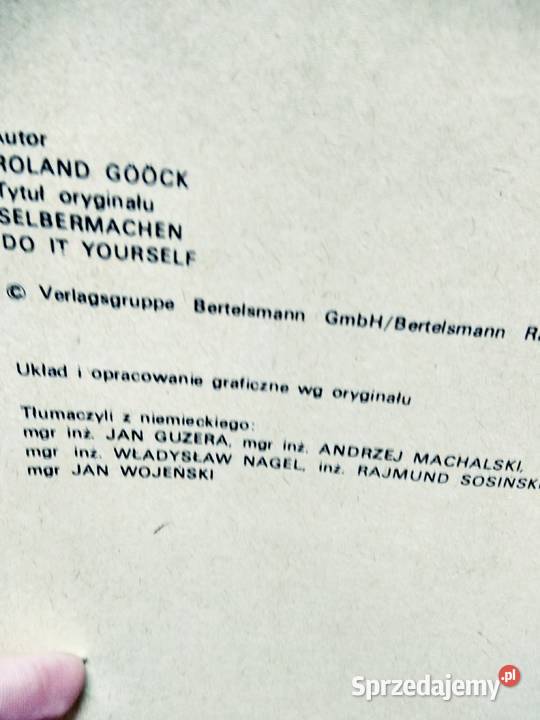 Autor
ROLAND GÖÖCK
Tytuł oryginału
SELBERMACHEN
DO IT YOURSELF
© Verlagsgruppe Bertelsmann GmbH/Bertelsmann
Układ i opracowanie graficzne wg oryginału
Tłumaczyli z niemieckiego:
mgr inż. JAN GUZERA, mgr inż. ANDRZEJ MACHALSKI,
mgr inż. WŁADYSŁAW NAGEL, inż. RAJMUND SOSIŃSKI
mgr JAN WOJEŃSKI
Sprzedajemy.pl